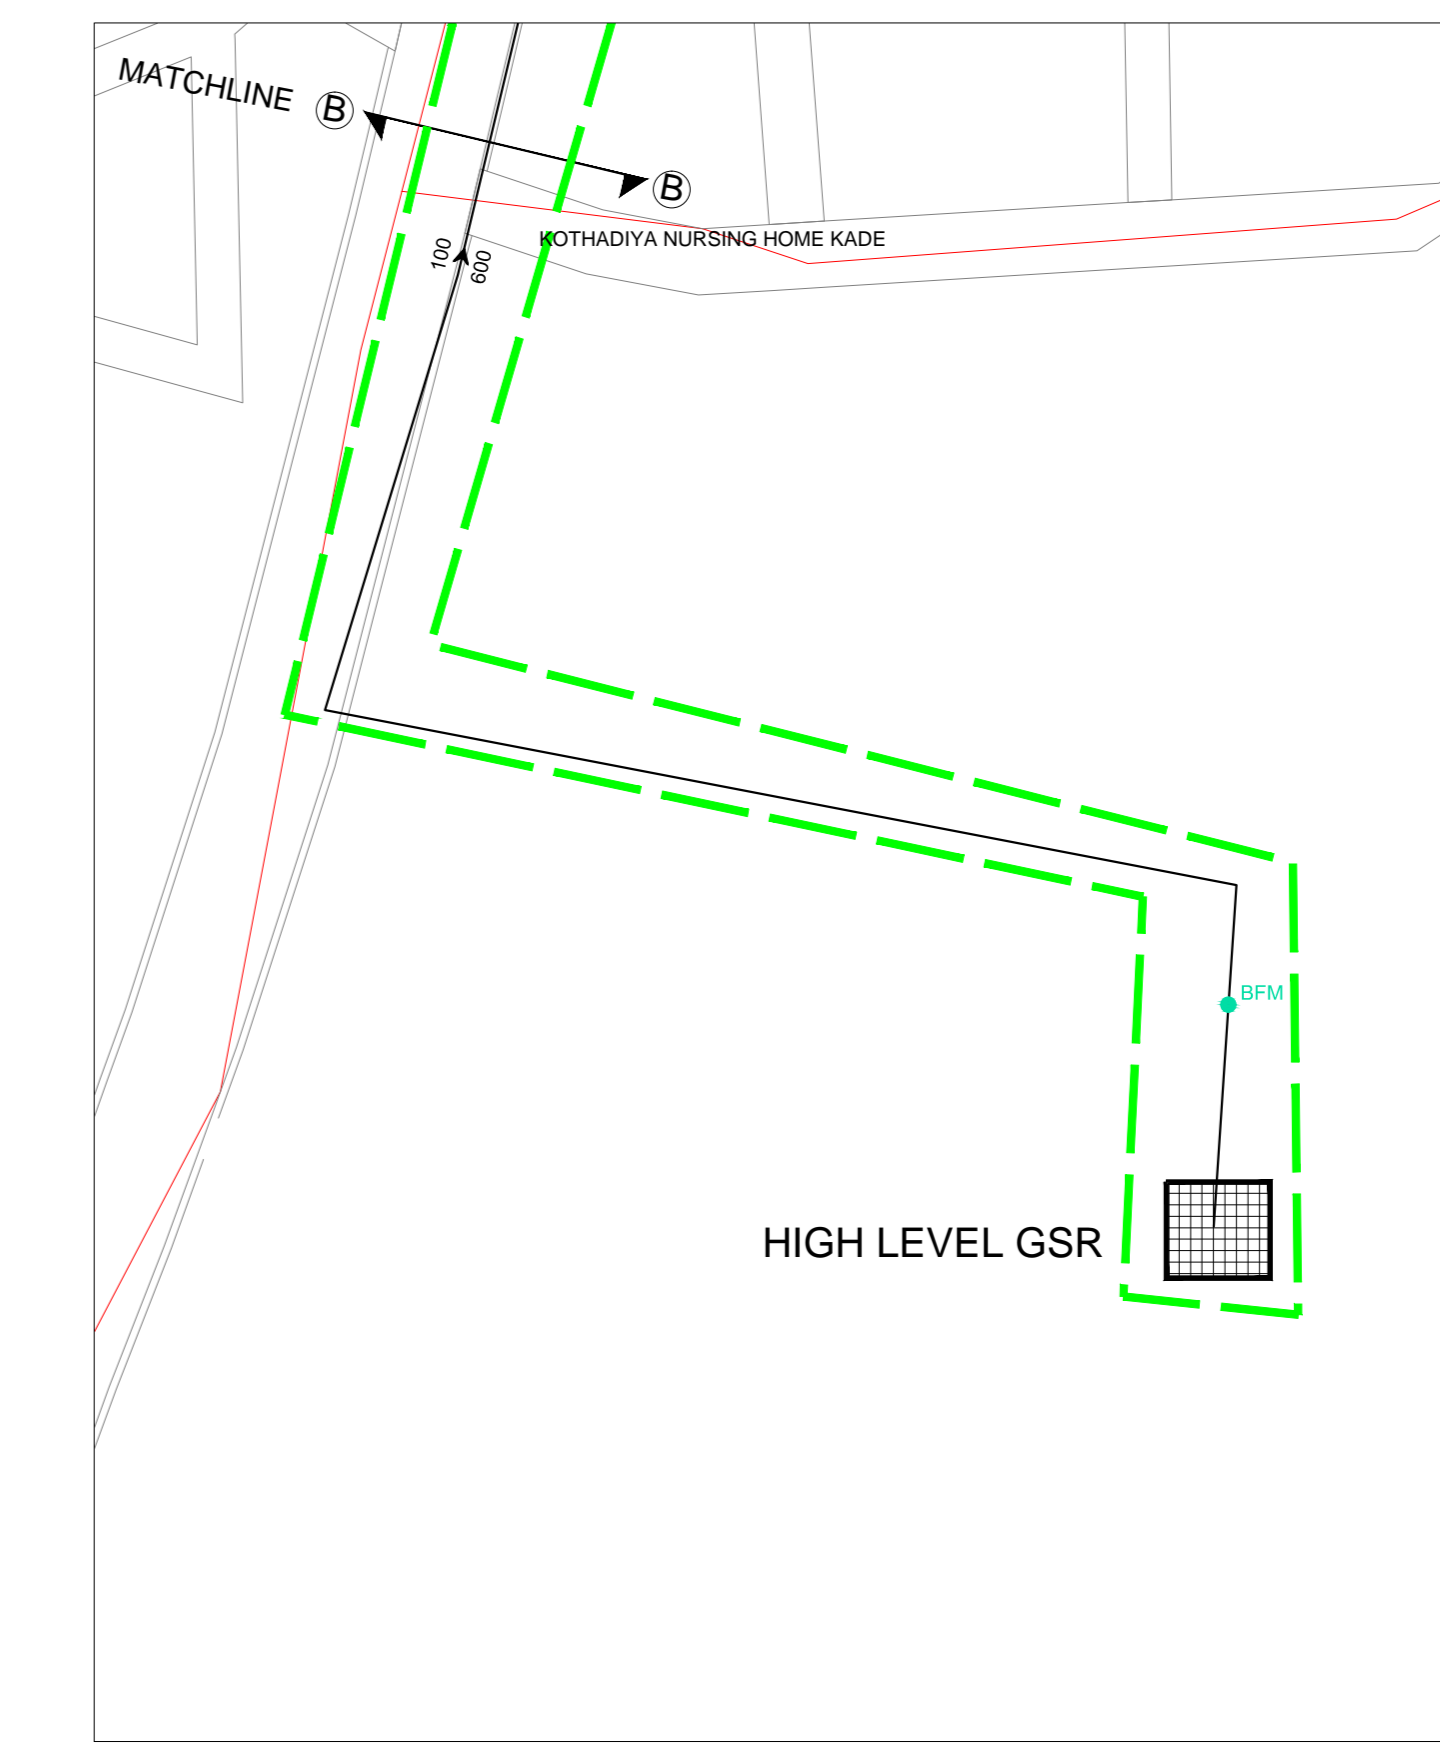 MATCHLINE B
B
KOTHADIYA NURSING HOME KADE
100
600
BFM
HIGH LEVEL GSR